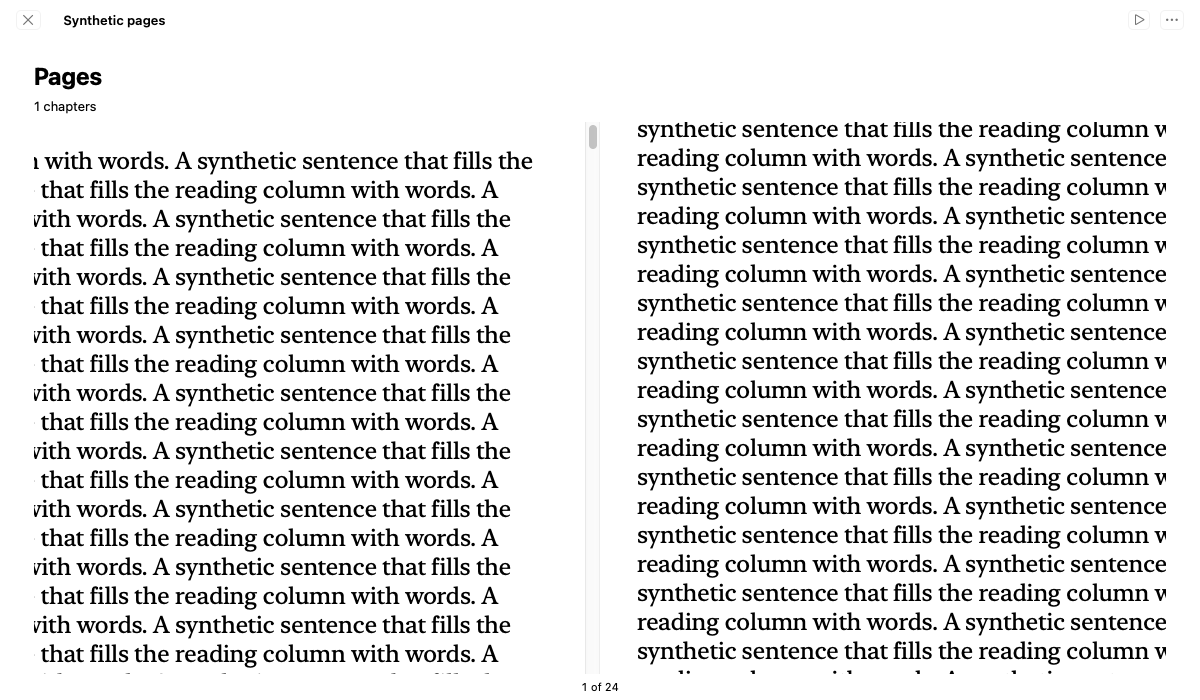 Synthetic pages
Pages
1 chapters
with words. A synthetic sentence that fills the
that fills the reading column with words. A
with words. A synthetic sentence that fills the
that fills the reading column with words. A
with words. A synthetic sentence that fills the
that fills the reading column with words. A
with words. A synthetic sentence that fills the
that fills the reading column with words. A
with words. A synthetic sentence that fills the
that fills the reading column with words. A
with words. A synthetic sentence that fills the
that fills the reading column with words. A
with words. A synthetic sentence that fills the
that fills the reading column with words. A
with words. A synthetic sentence that fills the
that fills the reading column with words. A
with words. A synthetic sentence that fills the
that fills the reading column with words. A
synthetic sentence that fills the reading column
reading column with words. A synthetic sentence
synthetic sentence that fills the reading column
reading column with words. A synthetic sentence
synthetic sentence that fills the reading column
reading column with words. A synthetic sentence
synthetic sentence that fills the reading column
reading column with words. A synthetic sentence
synthetic sentence that fills the reading column
reading column with words. A synthetic sentence
synthetic sentence that fills the reading column
reading column with words. A synthetic sentence
synthetic sentence that fills the reading column
reading column with words. A synthetic sentence
synthetic sentence that fills the reading column
reading column with words. A synthetic sentence
synthetic sentence that fills the reading column
reading column with words. A synthetic sentence
synthetic sentence that fills the reading column
1 of 24